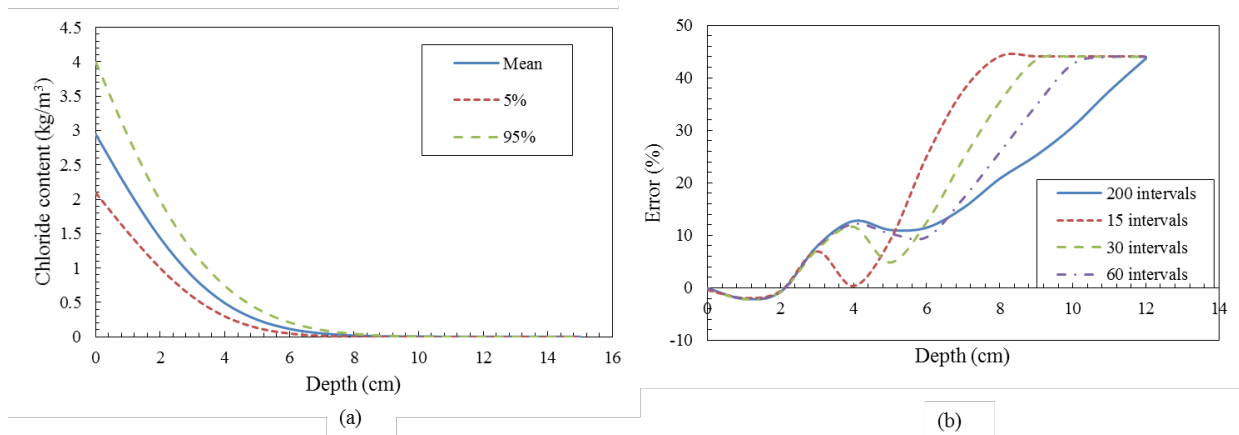 4.5
4
3.5
3
2.5
2
1.5
1
0.5
0
Chloride content (kg/m³)
0 2 4 6 8 10 12 14 16
Depth (cm)
Mean
5%
95%
(a)
50
40
30
20
10
0
-10
Error (%)
0 2 4 6 8 10 12 14
Depth (cm)
200 intervals
15 intervals
30 intervals
60 intervals
(b)